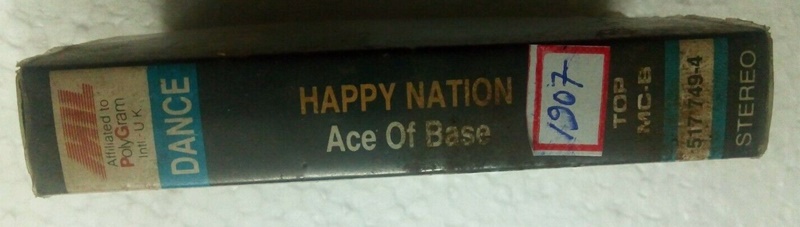 MIL
Affiliated to
PolyGram
Intl. U.K.
DANCE
HAPPY NATION
Ace Of Base
1907
TOP
MC-B
517 749-4
STEREO